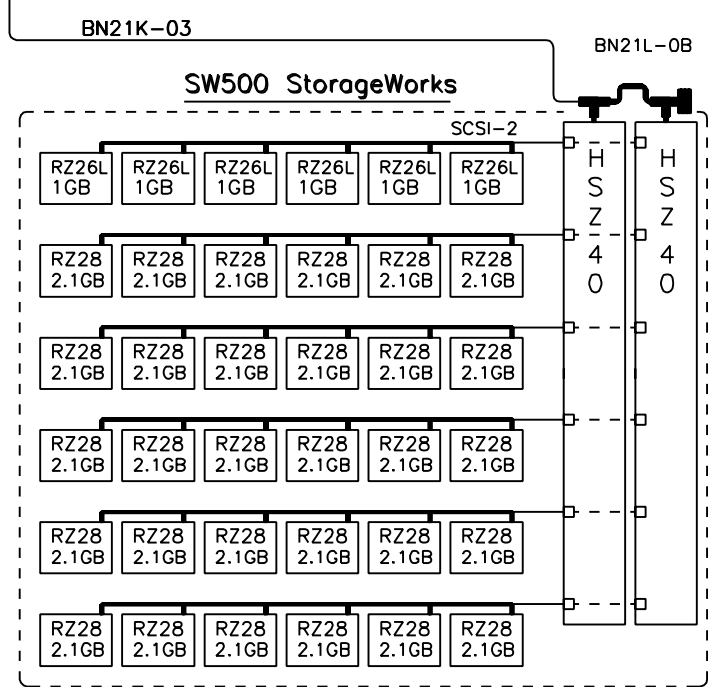 BN21K-03
BN21L-0B
SW500 StorageWorks
SCSI-2
RZ26L RZ26L RZ26L RZ26L RZ26L RZ26L
1GB 1GB 1GB 1GB 1GB 1GB
RZ28 RZ28 RZ28 RZ28 RZ28 RZ28
2.1GB 2.1GB 2.1GB 2.1GB 2.1GB 2.1GB
RZ28 RZ28 RZ28 RZ28 RZ28 RZ28
2.1GB 2.1GB 2.1GB 2.1GB 2.1GB 2.1GB
RZ28 RZ28 RZ28 RZ28 RZ28 RZ28
2.1GB 2.1GB 2.1GB 2.1GB 2.1GB 2.1GB
RZ28 RZ28 RZ28 RZ28 RZ28 RZ28
2.1GB 2.1GB 2.1GB 2.1GB 2.1GB 2.1GB
RZ28 RZ28 RZ28 RZ28 RZ28 RZ28
2.1GB 2.1GB 2.1GB 2.1GB 2.1GB 2.1GB
HSZ40
HSZ40